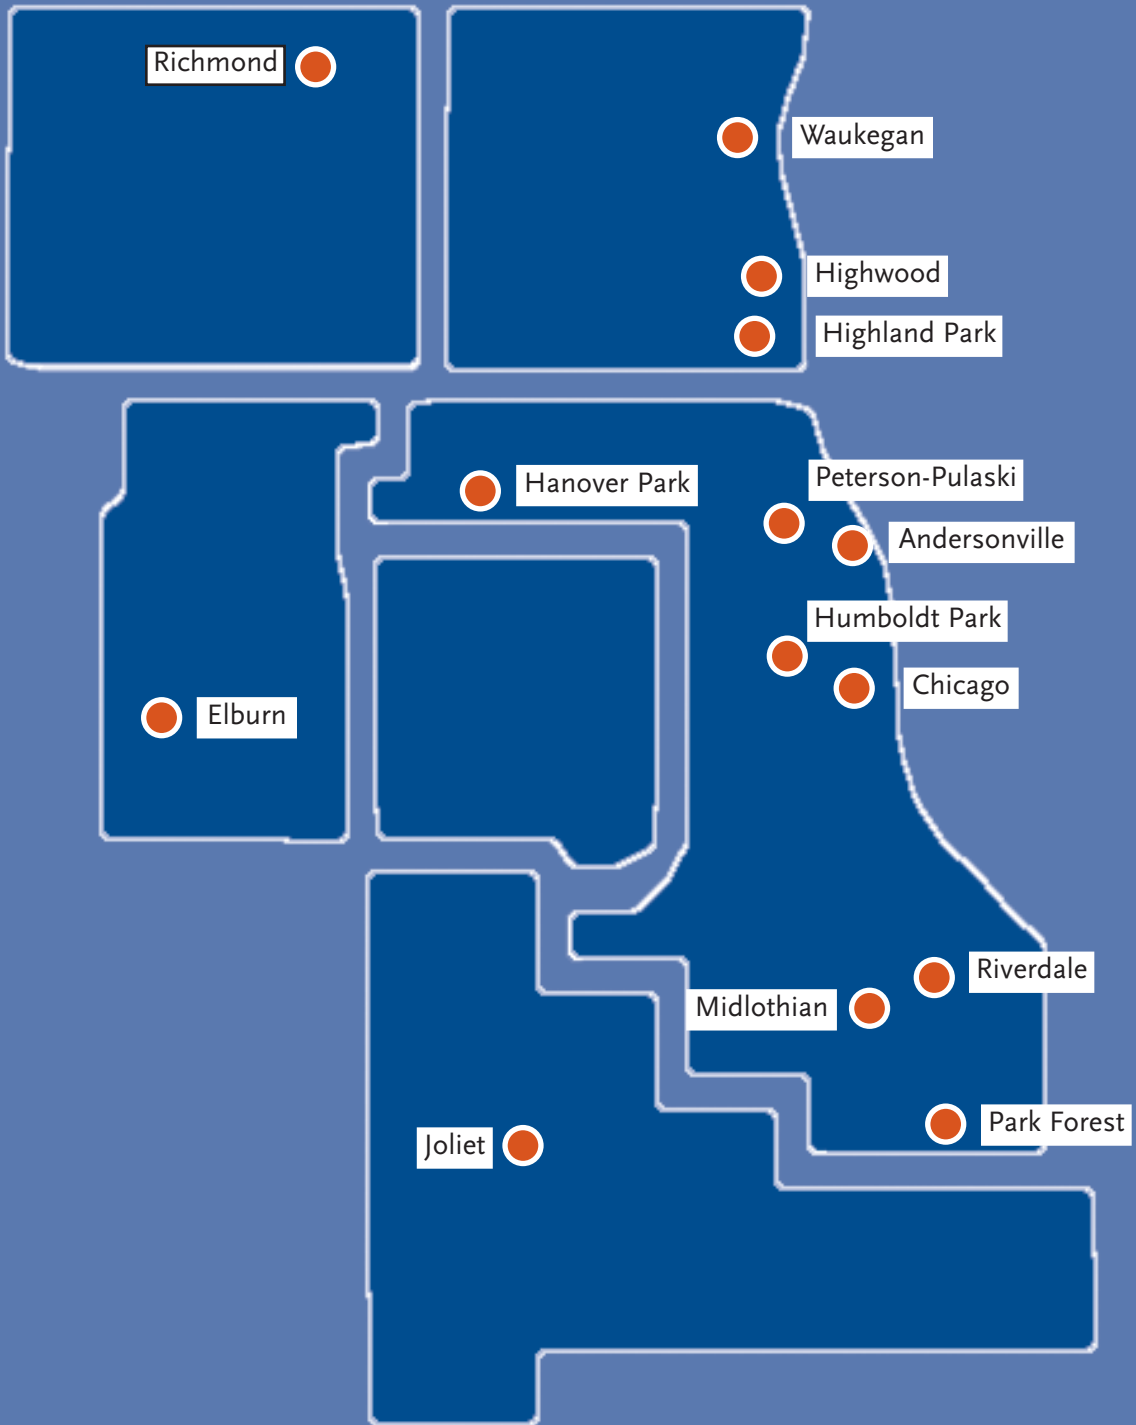 Richmond
Waukegan
Highwood
Highland Park
Peterson-Pulaski
Hanover Park
Andersonville
Humboldt Park
Chicago
Elburn
Riverdale
Midlothian
Park Forest
Joliet